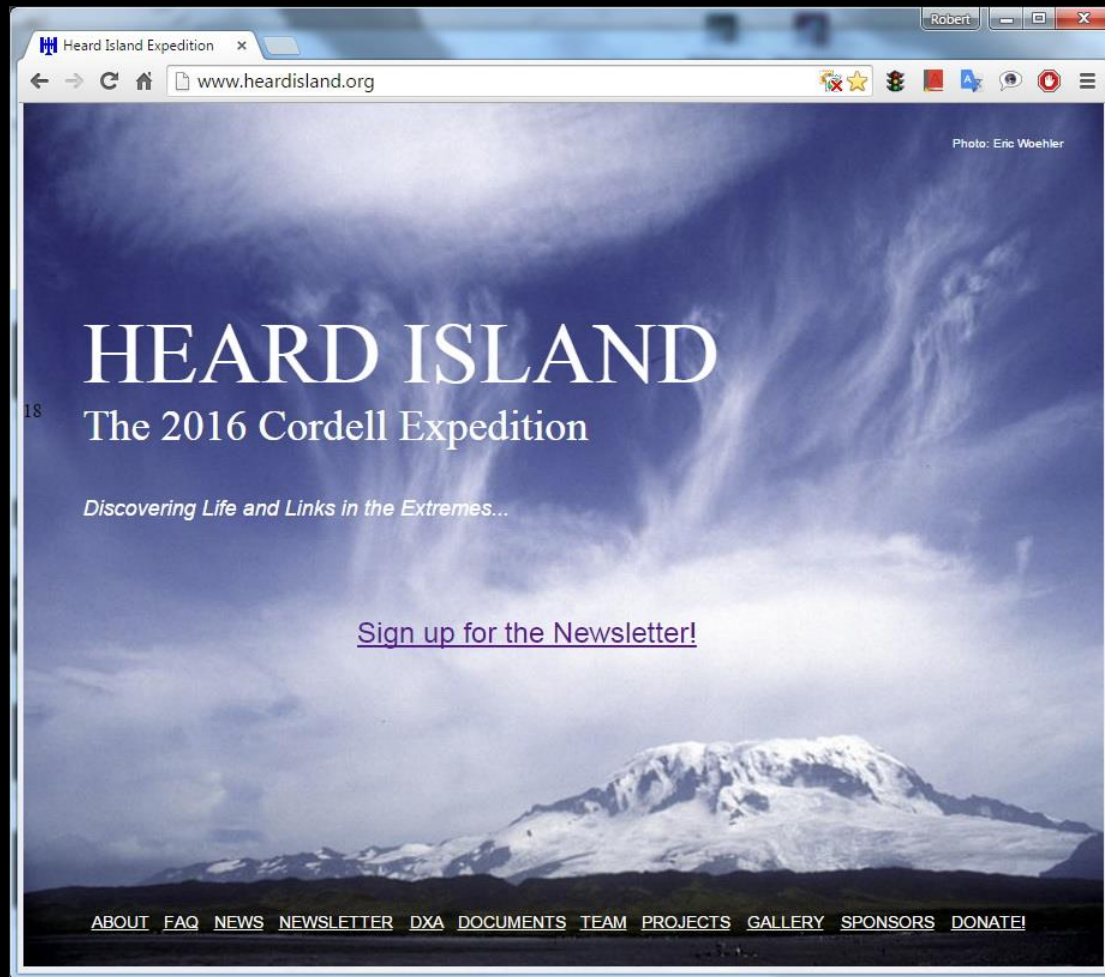 Robert
Heard Island Expedition
www.heardisland.org
Photo: Eric Woehler
HEARD ISLAND
18
The 2016 Cordell Expedition
Discovering Life and Links in the Extremes...
Sign up for the Newsletter!
ABOUT FAQ NEWS NEWSLETTER DXA DOCUMENTS TEAM PROJECTS GALLERY SPONSORS DONATE!